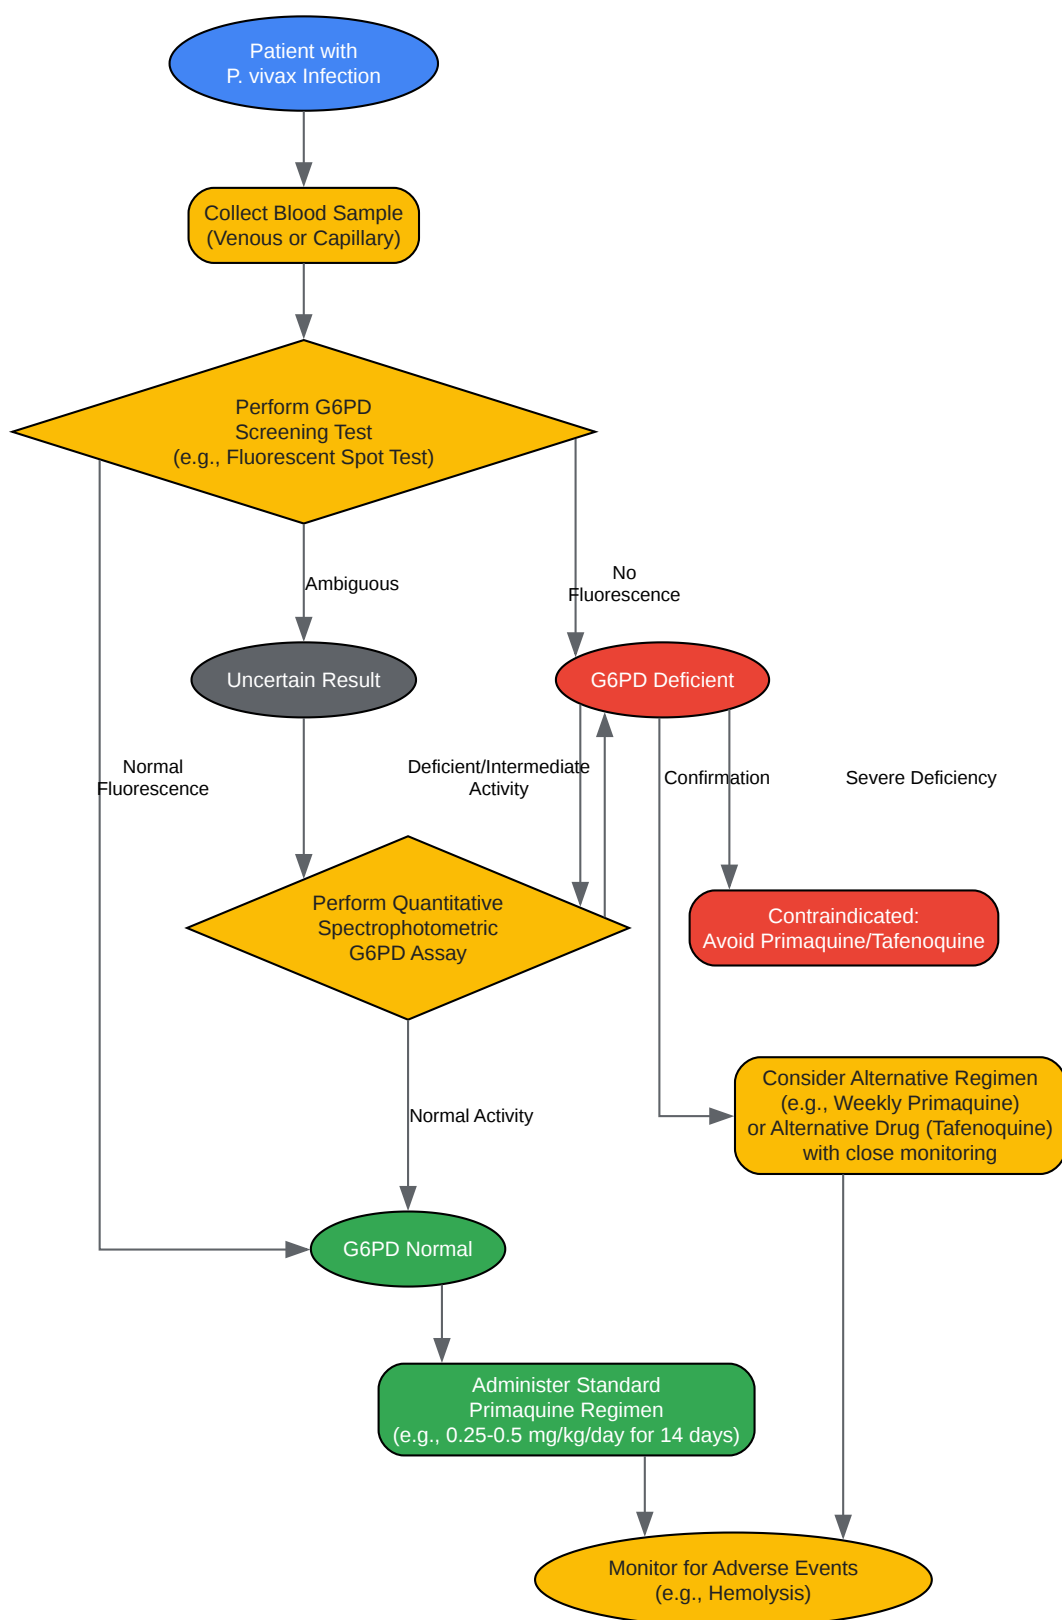 Patient with
P. vivax Infection
Collect Blood Sample
(Venous or Capillary)
Perform G6PD
Screening Test
(e.g., Fluorescent Spot Test)
Ambiguous
No
Fluorescence
Uncertain Result
G6PD Deficient
Normal
Fluorescence
Deficient/Intermediate
Activity
Confirmation
Severe Deficiency
Perform Quantitative
Spectrophotometric
G6PD Assay
Contraindicated:
Avoid Primaquine/Tafenoquine
Consider Alternative Regimen
(e.g., Weekly Primaquine)
or Alternative Drug (Tafenoquine)
with close monitoring
Normal Activity
G6PD Normal
Administer Standard
Primaquine Regimen
(e.g., 0.25-0.5 mg/kg/day for 14 days)
Monitor for Adverse Events
(e.g., Hemolysis)